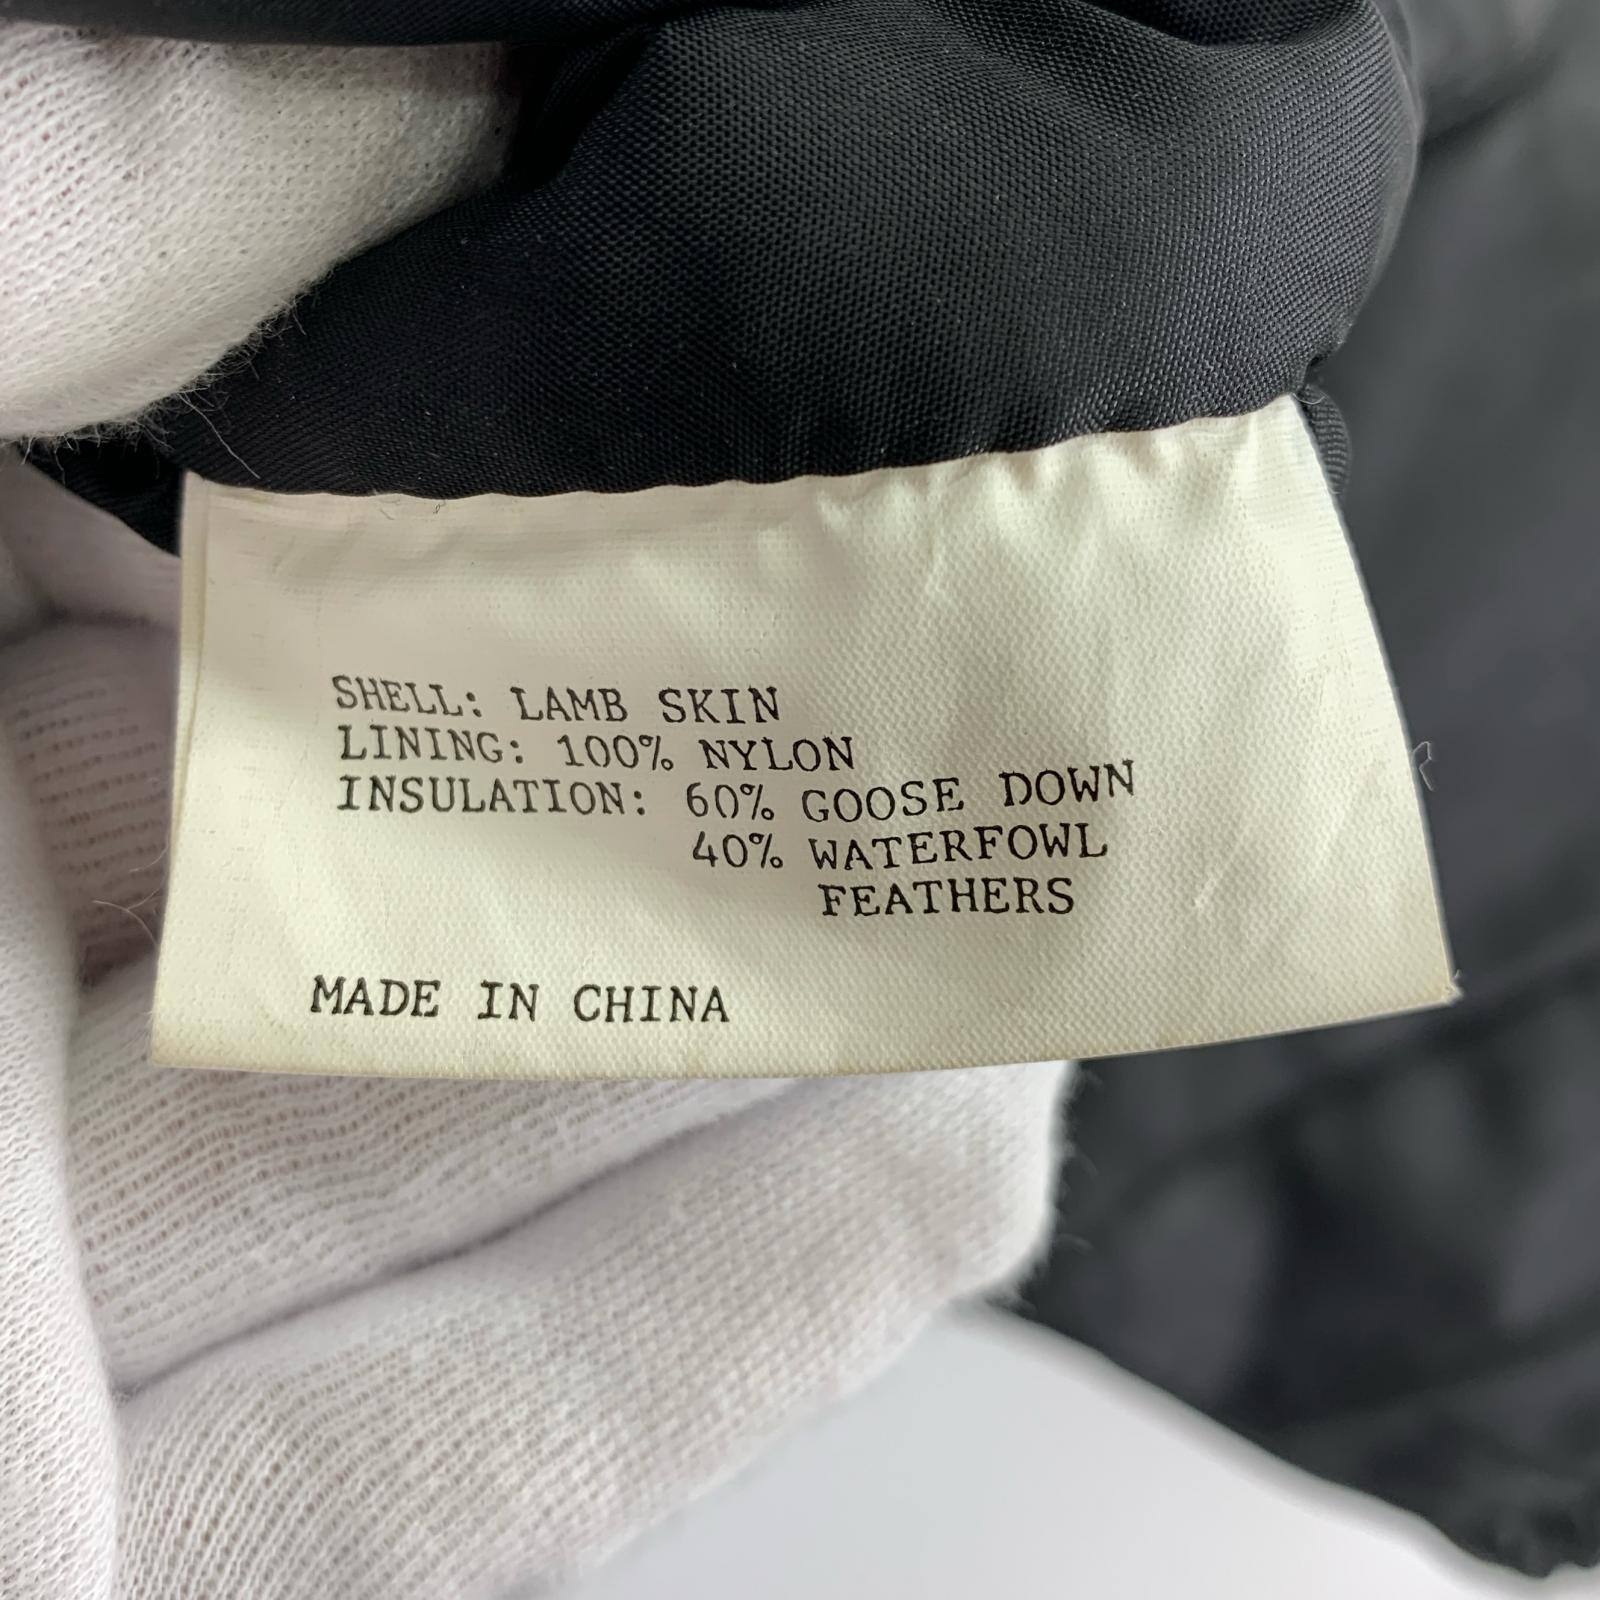 SHELL: LAMB SKIN
LINING: 100% NYLON
INSULATION: 60% GOOSE DOWN
40% WATERFOWL
FEATHERS
MADE IN CHINA